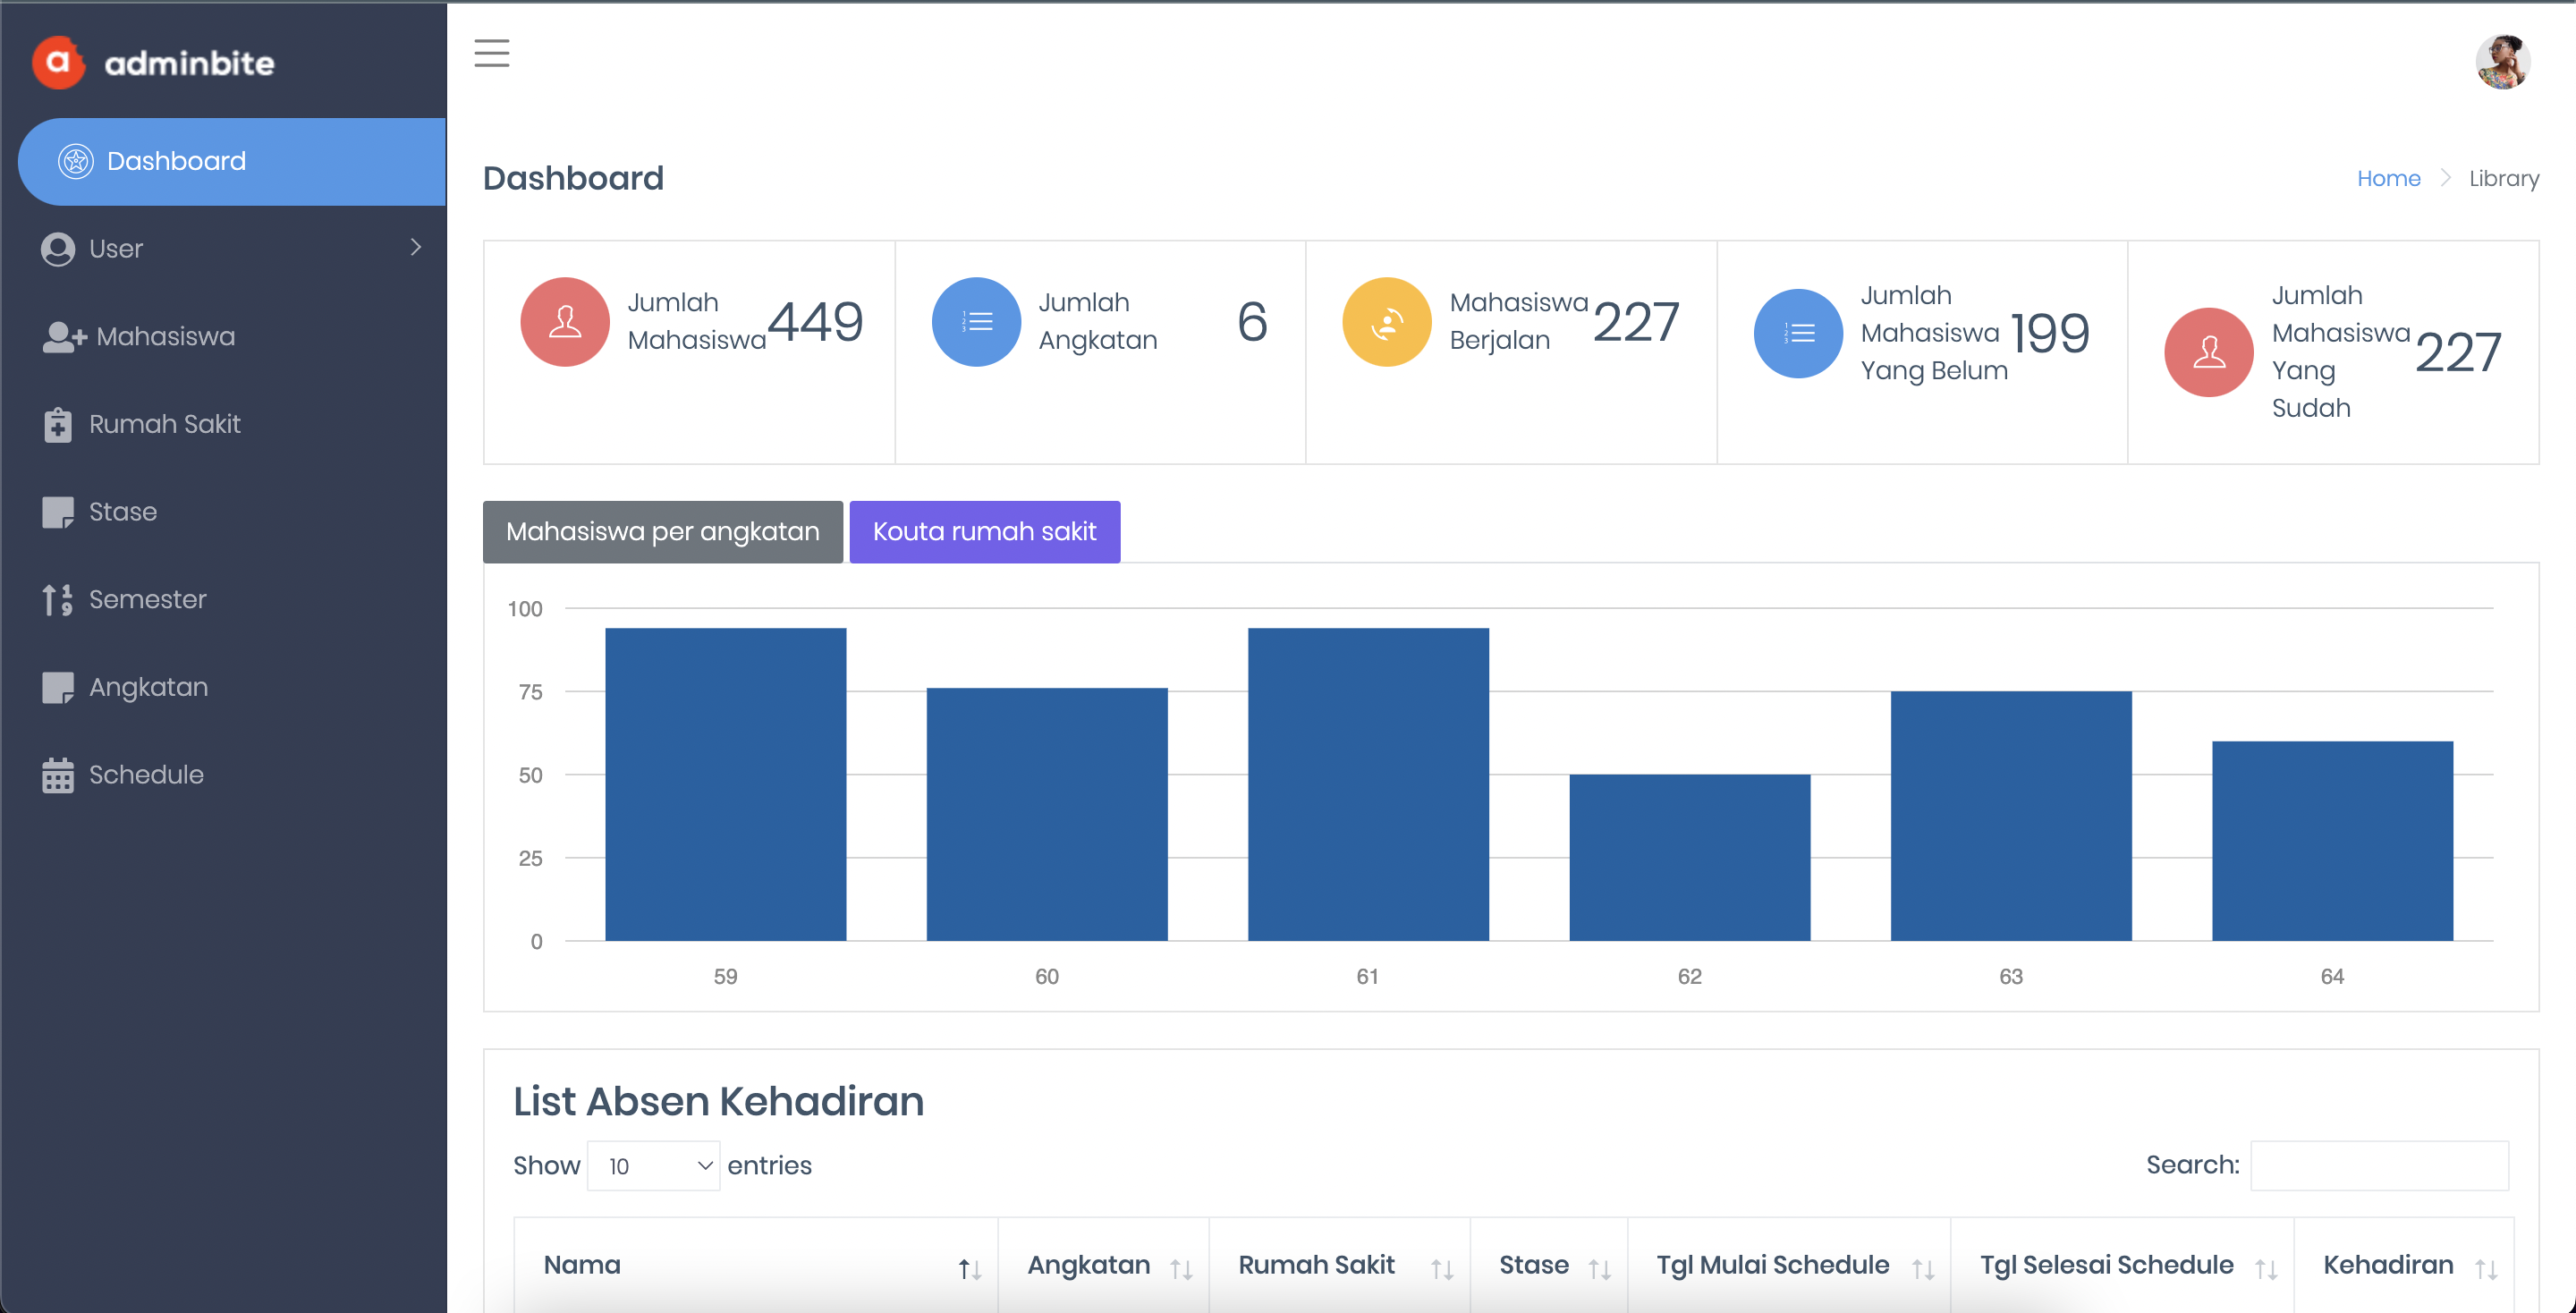 adminbite
Dashboard
User
Mahasiswa
Rumah Sakit
Stase
Semester
Angkatan
Schedule
Dashboard
Home
Library
Jumlah
Mahasiswa
449
Jumlah
Angkatan
6
Mahasiswa
Berjalan
227
Jumlah
Mahasiswa
Yang Belum
199
Jumlah
Mahasiswa
Yang
Sudah
227
Mahasiswa per angkatan
Kouta rumah sakit
100
75
50
25
0
59
60
61
62
63
64
List Absen Kehadiran
Show 10 entries
Search:
Nama
Angkatan
Rumah Sakit
Stase
Tgl Mulai Schedule
Tgl Selesai Schedule
Kehadiran